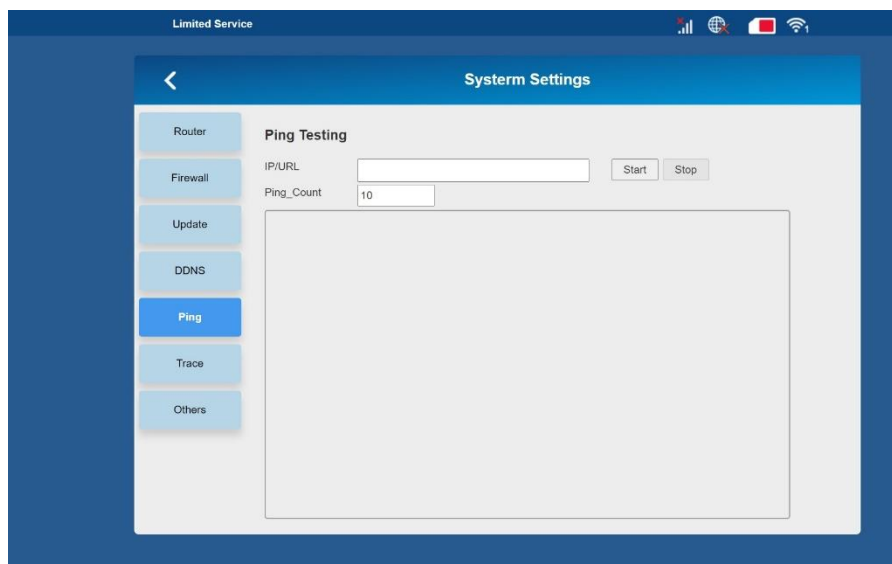 Limited Service
1
Systerm Settings
Router
Firewall
Update
DDNS
Ping
Trace
Others
Ping Testing
IP/URL
Start Stop
Ping_Count 10